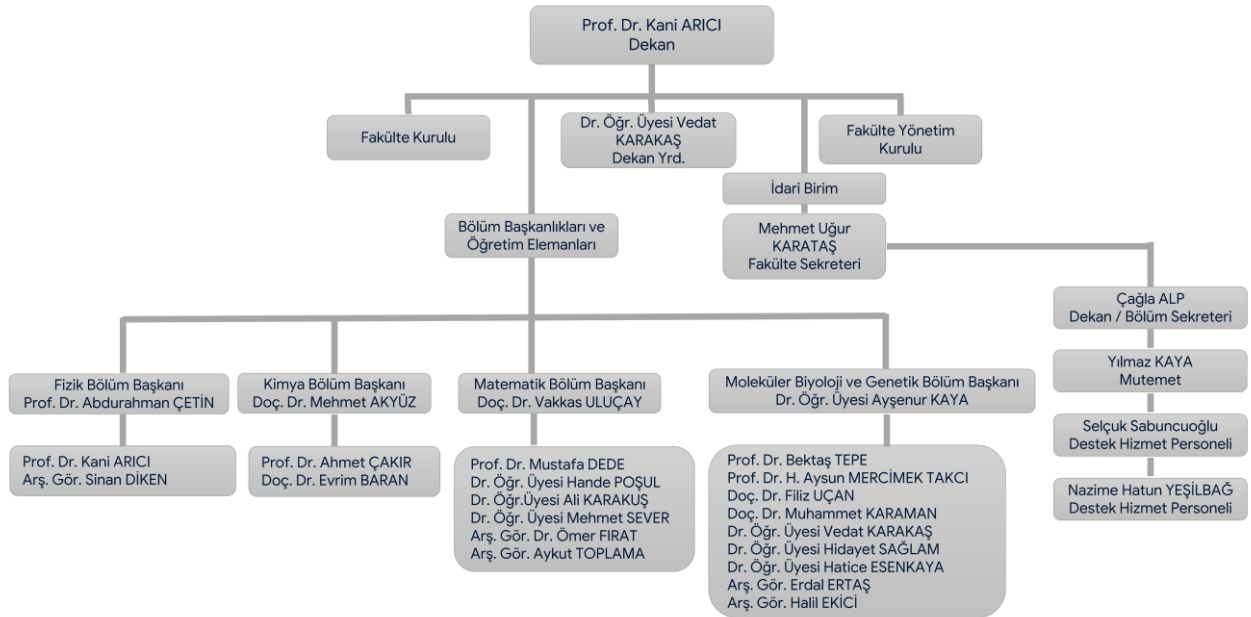 Prof. Dr. Kani ARICI
Dekan
Fakülte Kurulu
Dr. Öğr. Üyesi Vedat
KARAKAŞ
Dekan Yrd.
Fakülte Yönetim
Kurulu
İdari Birim
Bölüm Başkanlıkları ve
Öğretim Elemanları
Mehmet Uğur
KARATAŞ
Fakülte Sekreteri
Çağla ALP
Dekan / Bölüm Sekreteri
Yılmaz KAYA
Mutemet
Selçuk Sabuncuoğlu
Destek Hizmet Personeli
Nazime Hatun YEŞİLBAĞ
Destek Hizmet Personeli
Fizik Bölüm Başkanı
Prof. Dr. Abdurahman ÇETİN
Prof. Dr. Kani ARICI
Arş. Gör. Sinan DİKEN
Kimya Bölüm Başkanı
Doç. Dr. Mehmet AKYÜZ
Prof. Dr. Ahmet ÇAKIR
Doç. Dr. Evrim BARAN
Matematik Bölüm Başkanı
Doç. Dr. Vakkas ULUÇAY
Prof. Dr. Mustafa DEDE
Dr. Öğr. Üyesi Hande POŞUL
Dr. Öğr.Üyesi Ali KARAKUŞ
Dr. Öğr. Üyesi Mehmet SEVER
Arş. Gör. Dr. Ömer FIRAT
Arş. Gör. Aykut TOPLAMA
Moleküler Biyoloji ve Genetik Bölüm Başkanı
Dr. Öğr. Üyesi Ayşenur KAYA
Prof. Dr. Bektaş TEPE
Prof. Dr. H. Aysun MERCİMEK TAKCI
Doç. Dr. Filiz UÇAN
Doç. Dr. Muhammet KARAMAN
Dr. Öğr. Üyesi Vedat KARAKAŞ
Dr. Öğr. Üyesi Hidayet SAĞLAM
Dr. Öğr. Üyesi Hatice ESENKAYA
Arş. Gör. Erdal ERTAŞ
Arş. Gör. Halil EKİCİ